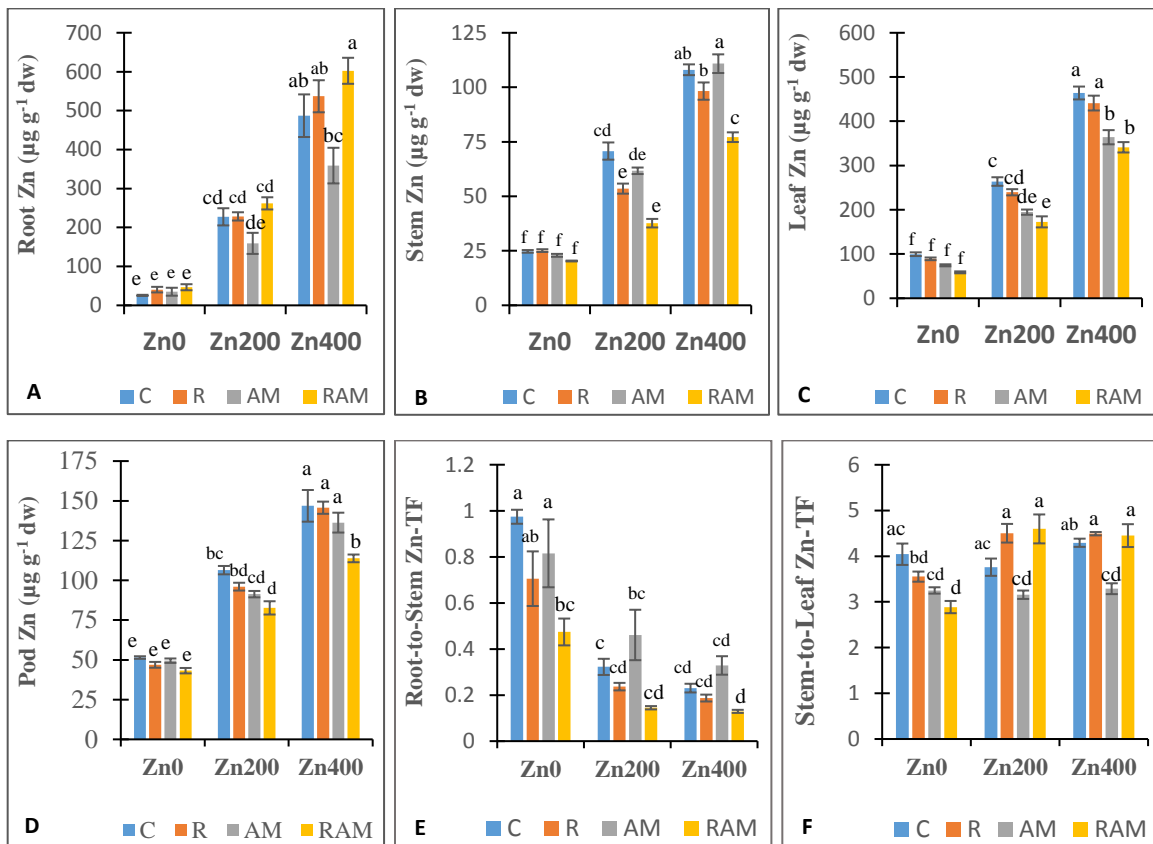 Root Zn (µg g-1 dw)
700
600
500
400
300
200
100
0
e e e e
cd cd de cd
ab ab bc a
Zn0 Zn200 Zn400
A
C R AM RAM
Stem Zn (µg g-1 dw)
125
100
75
50
25
0
f f f f
cd e de e
ab b a c
Zn0 Zn200 Zn400
B
C R AM RAM
Leaf Zn (µg g-1 dw)
600
500
400
300
200
100
0
f f f f
c cd de e
a a b b
Zn0 Zn200 Zn400
C
C R AM RAM
Pod Zn (µg g-1 dw)
175
150
125
100
75
50
25
0
e e e e
bc bd cd d
a a a b
Zn0 Zn200 Zn400
D
C R AM RAM
Root-to-Stem Zn-TF
1.2
1
0.8
0.6
0.4
0.2
0
a ab a bc
c cd bc cd
cd cd cd d
Zn0 Zn200 Zn400
E
C R AM RAM
Stem-to-Leaf Zn-TF
6
5
4
3
2
1
0
ac bd cd d
ac a cd a
ab a cd a
Zn0 Zn200 Zn400
F
C R AM RAM